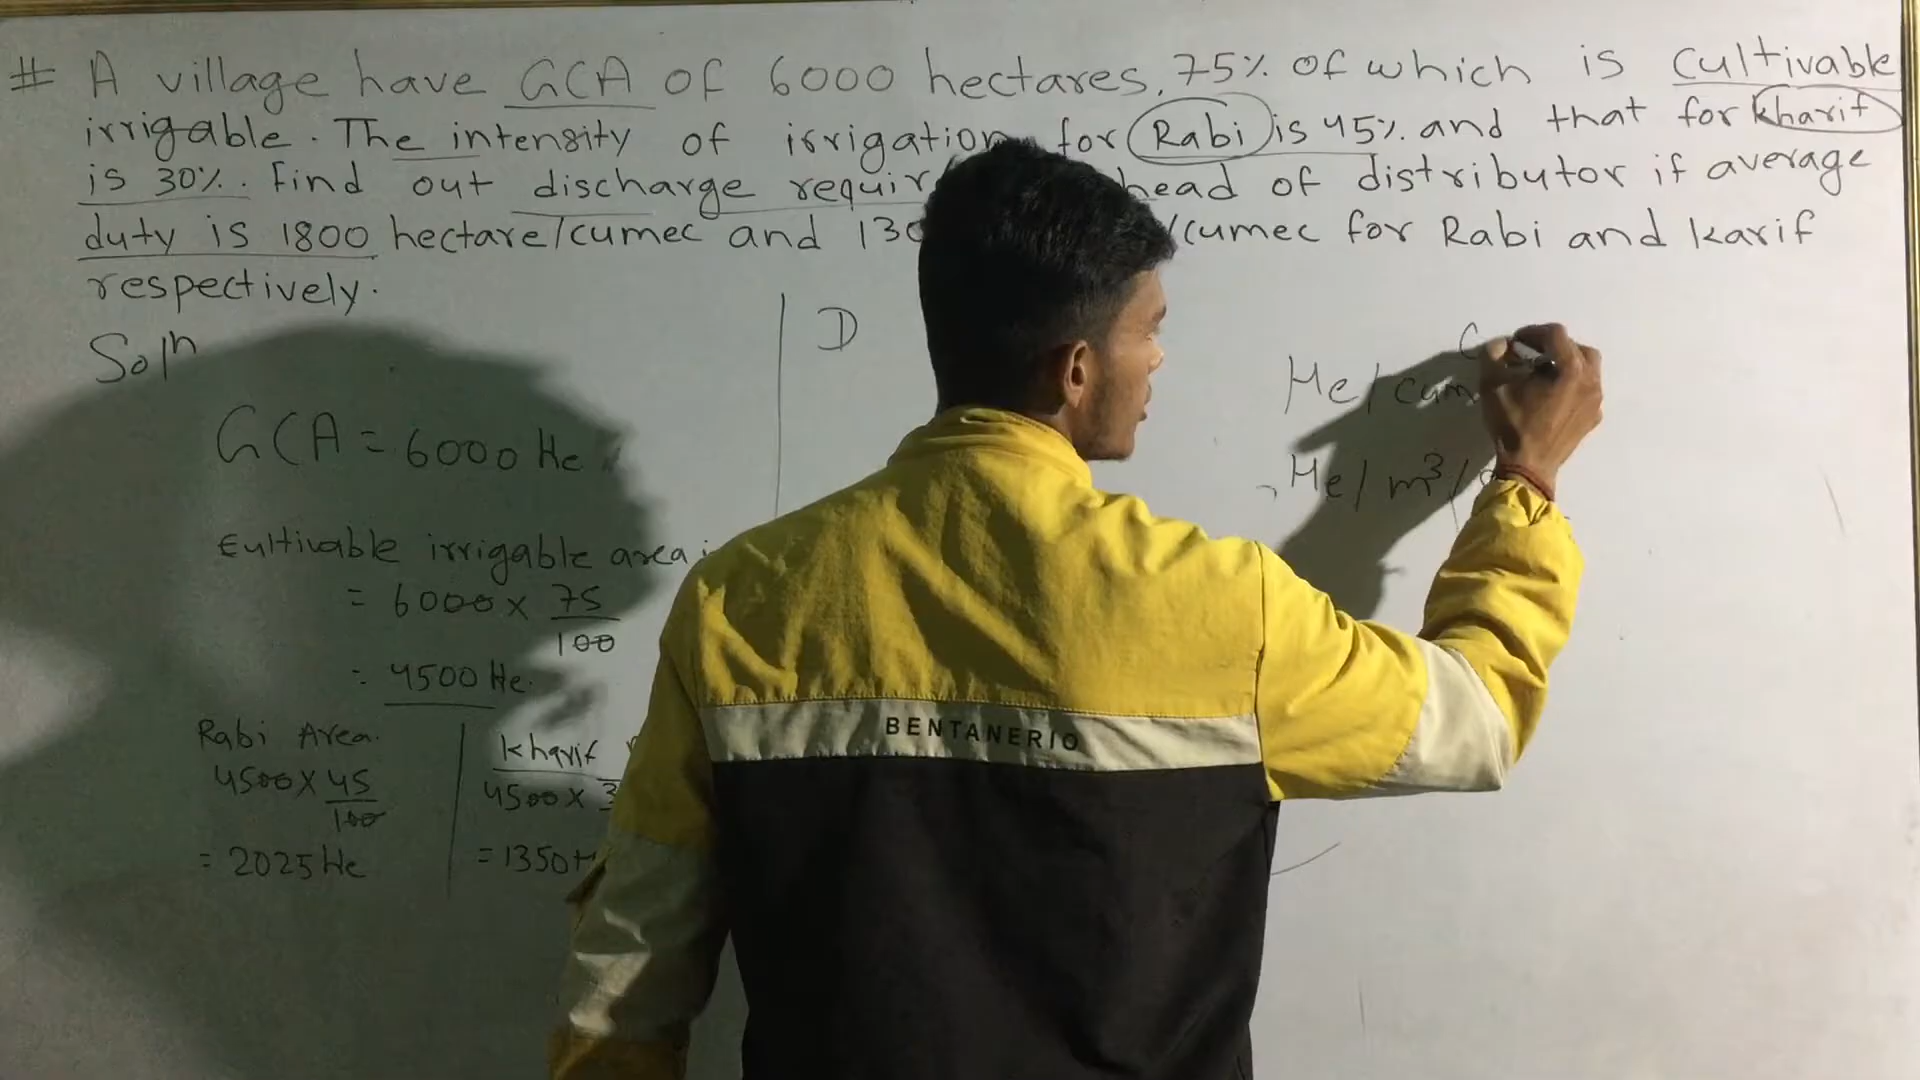 # A village have GCA of 6000 hectares, 75% of which is cultivable
irrigable. The intensity of irrigation for Rabi is 45% and that for kharif
is 30%. Find out discharge requir head of distributor if average
duty is 1800 hectare/cumec and 130 /cumec for Rabi and karif
respectively.
Soln
GCA = 6000 He
Cultivable irrigable area
= 6000 × 75
100
= 4500 He.
Rabi Area.
4500 × 45
100
= 2025 He
kharif
4500 × 3
= 1350 H
D
He/cum
He/m³/